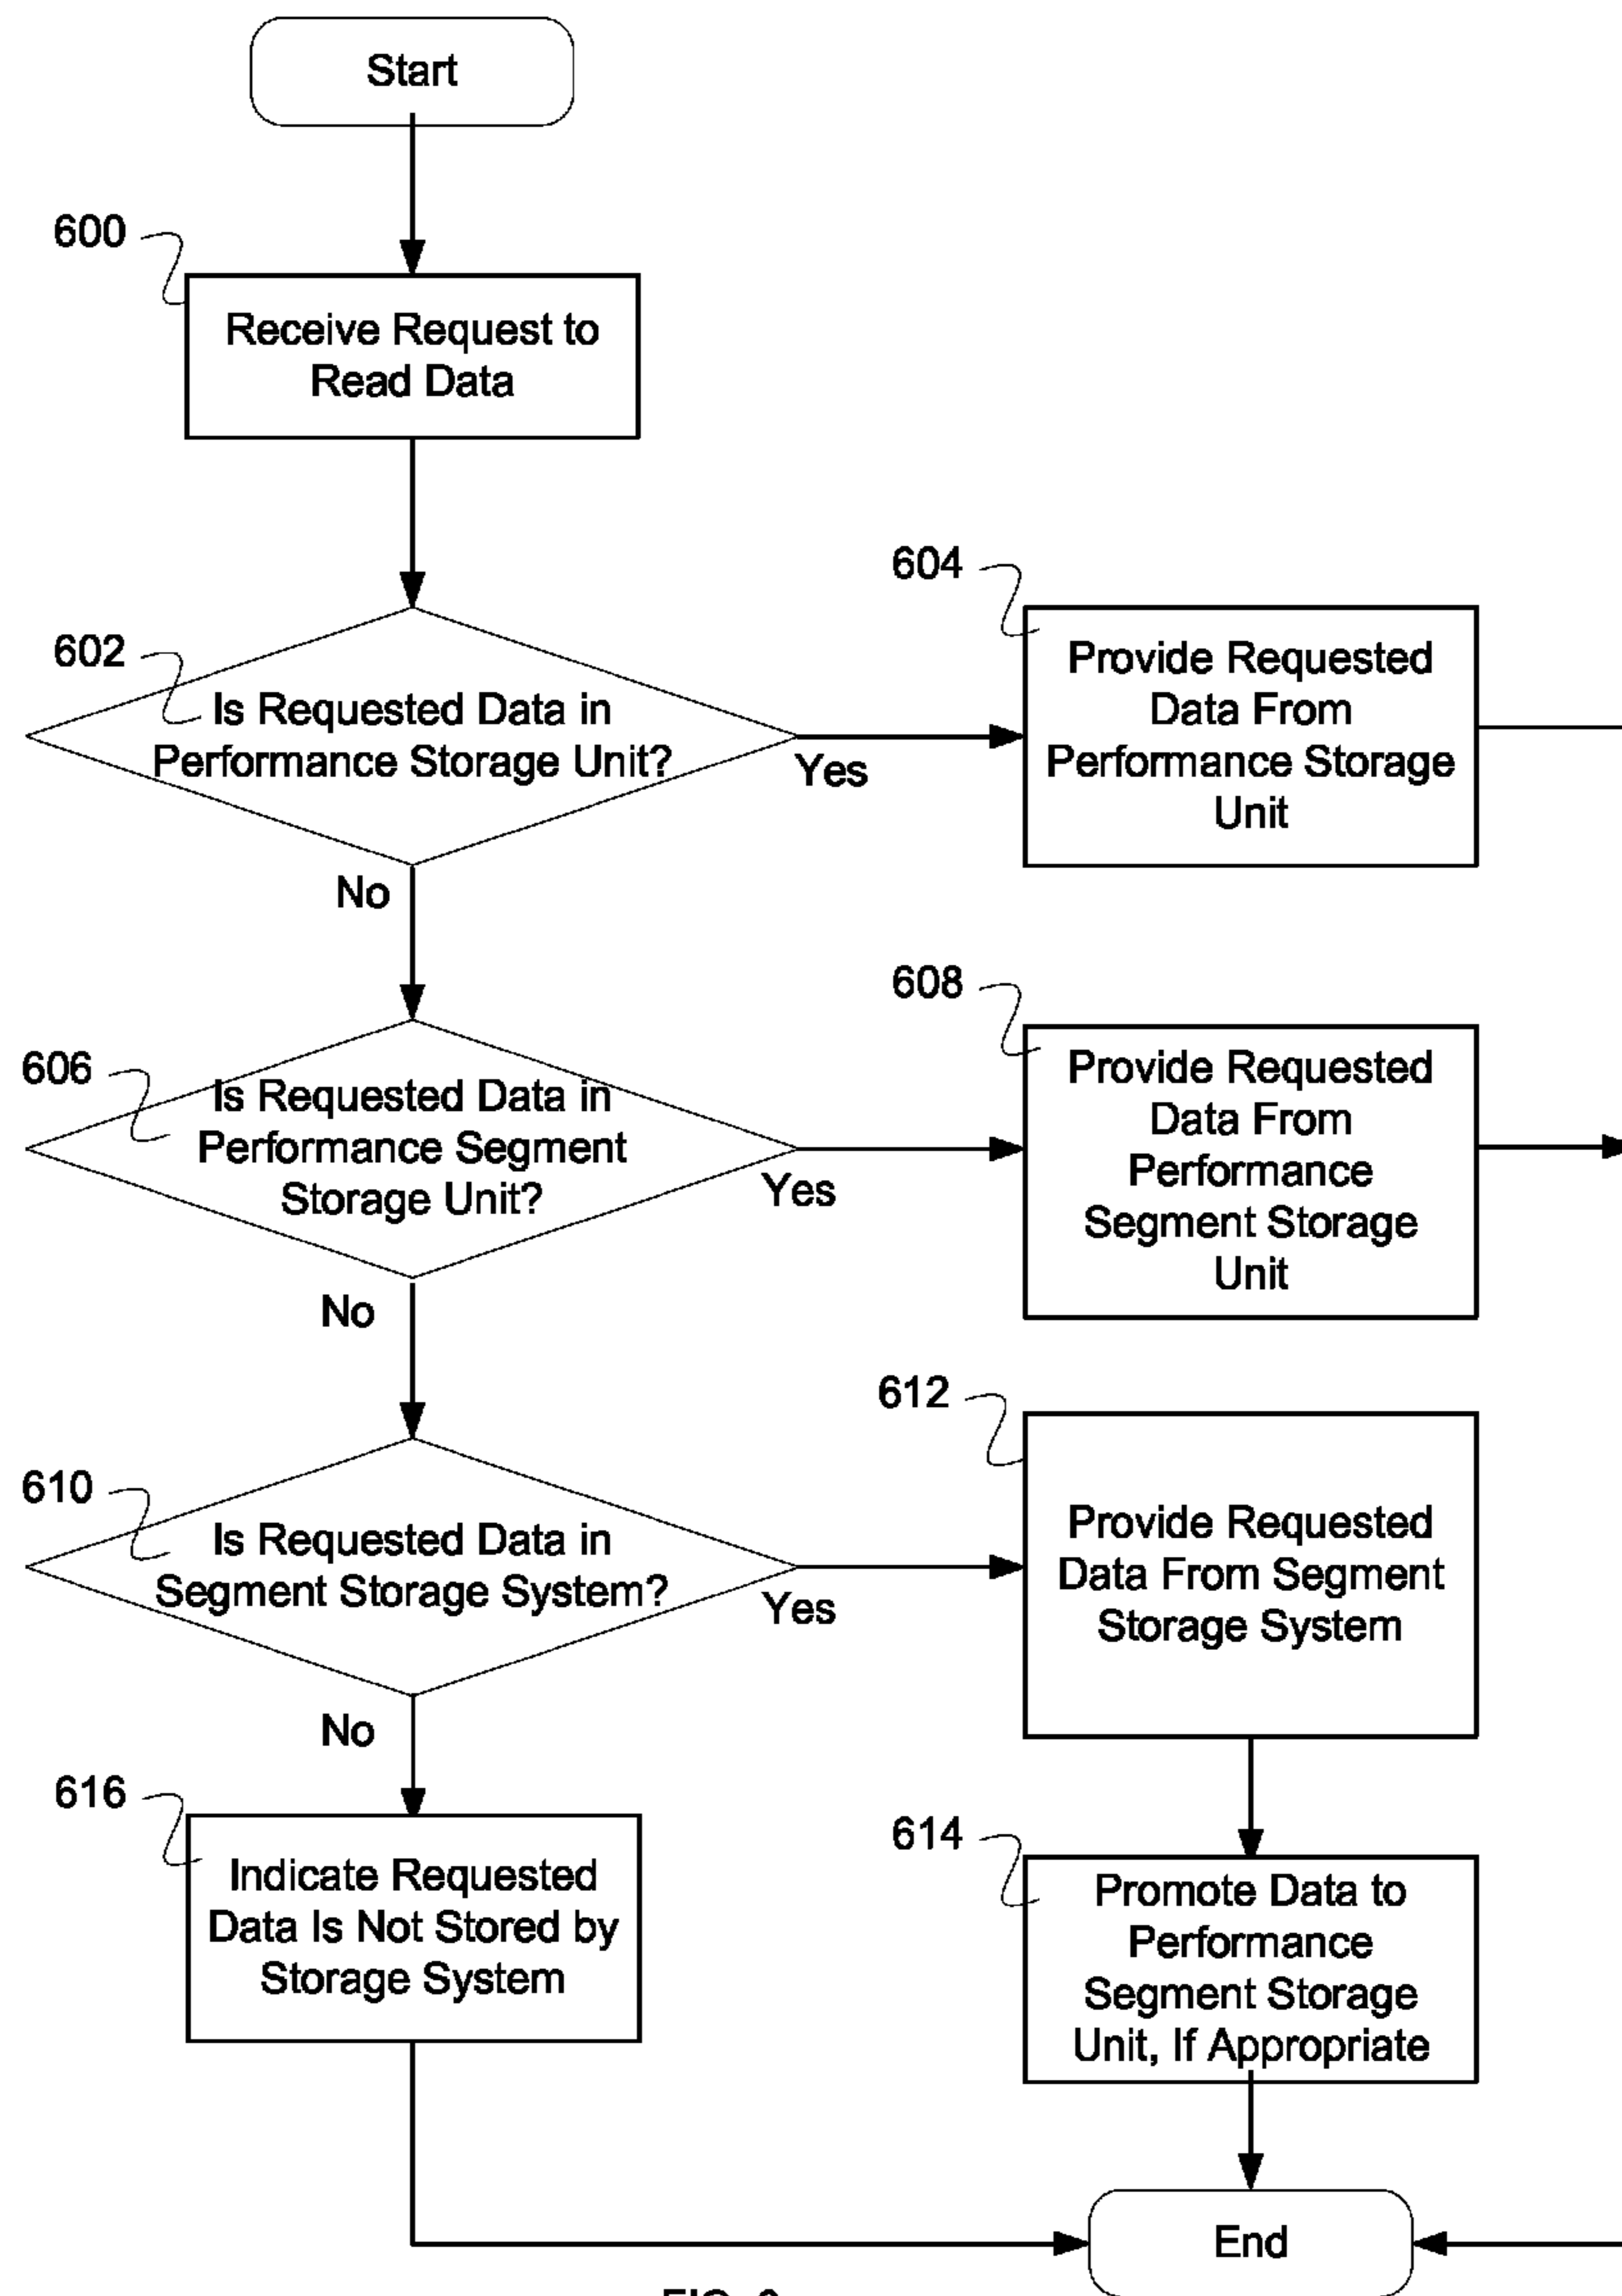 Start
600
Receive Request to
Read Data
602
Is Requested Data in
Performance Storage Unit?
Yes
No
604
Provide Requested
Data From
Performance Storage
Unit
606
Is Requested Data in
Performance Segment
Storage Unit?
Yes
No
608
Provide Requested
Data From
Performance
Segment Storage
Unit
610
Is Requested Data in
Segment Storage System?
Yes
No
612
Provide Requested
Data From Segment
Storage System
616
Indicate Requested
Data Is Not Stored by
Storage System
614
Promote Data to
Performance
Segment Storage
Unit, If Appropriate
End
FIG.